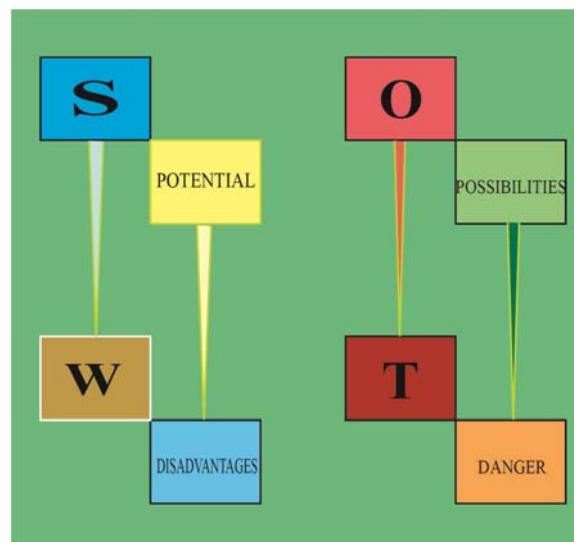 S
O
POTENTIAL
POSSIBILITIES
W
T
DISADVANTAGES
DANGER